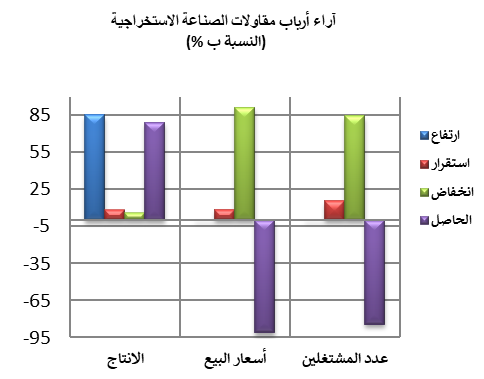 آراء أرباب مقاولات الصناعة الاستخراجية
(النسبة ب %)
85
55
25
-5
-35
-65
-95
ارتفاع
استقرار
انخفاض
الحاصل
الانتاج
أسعار البيع
عدد المشتغلين